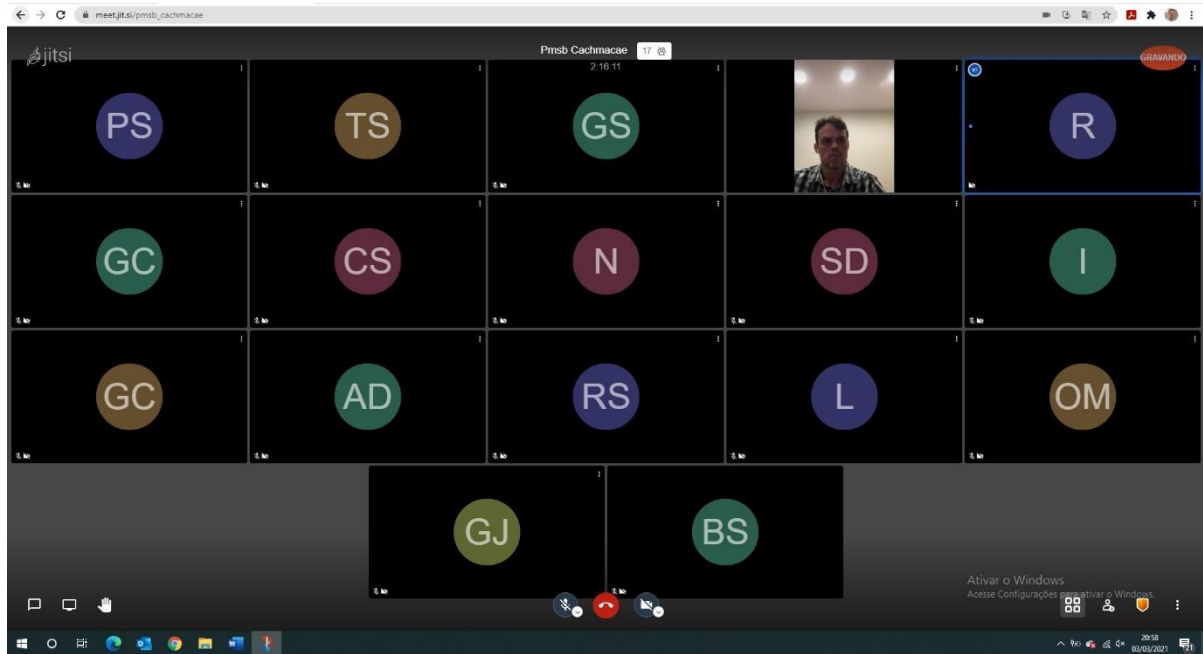 meet.jit.si/pmsb_cachmacae
jitsi
Pmsb Cachmacae 17
GRAVANDO
2:16:11
PS
TS
GS
R
GC
CS
N
SD
I
GC
AD
RS
L
OM
GJ
BS
Ativar o Windows
Acesse Configurações para ativar o Windows.
20:58
03/03/2021
21